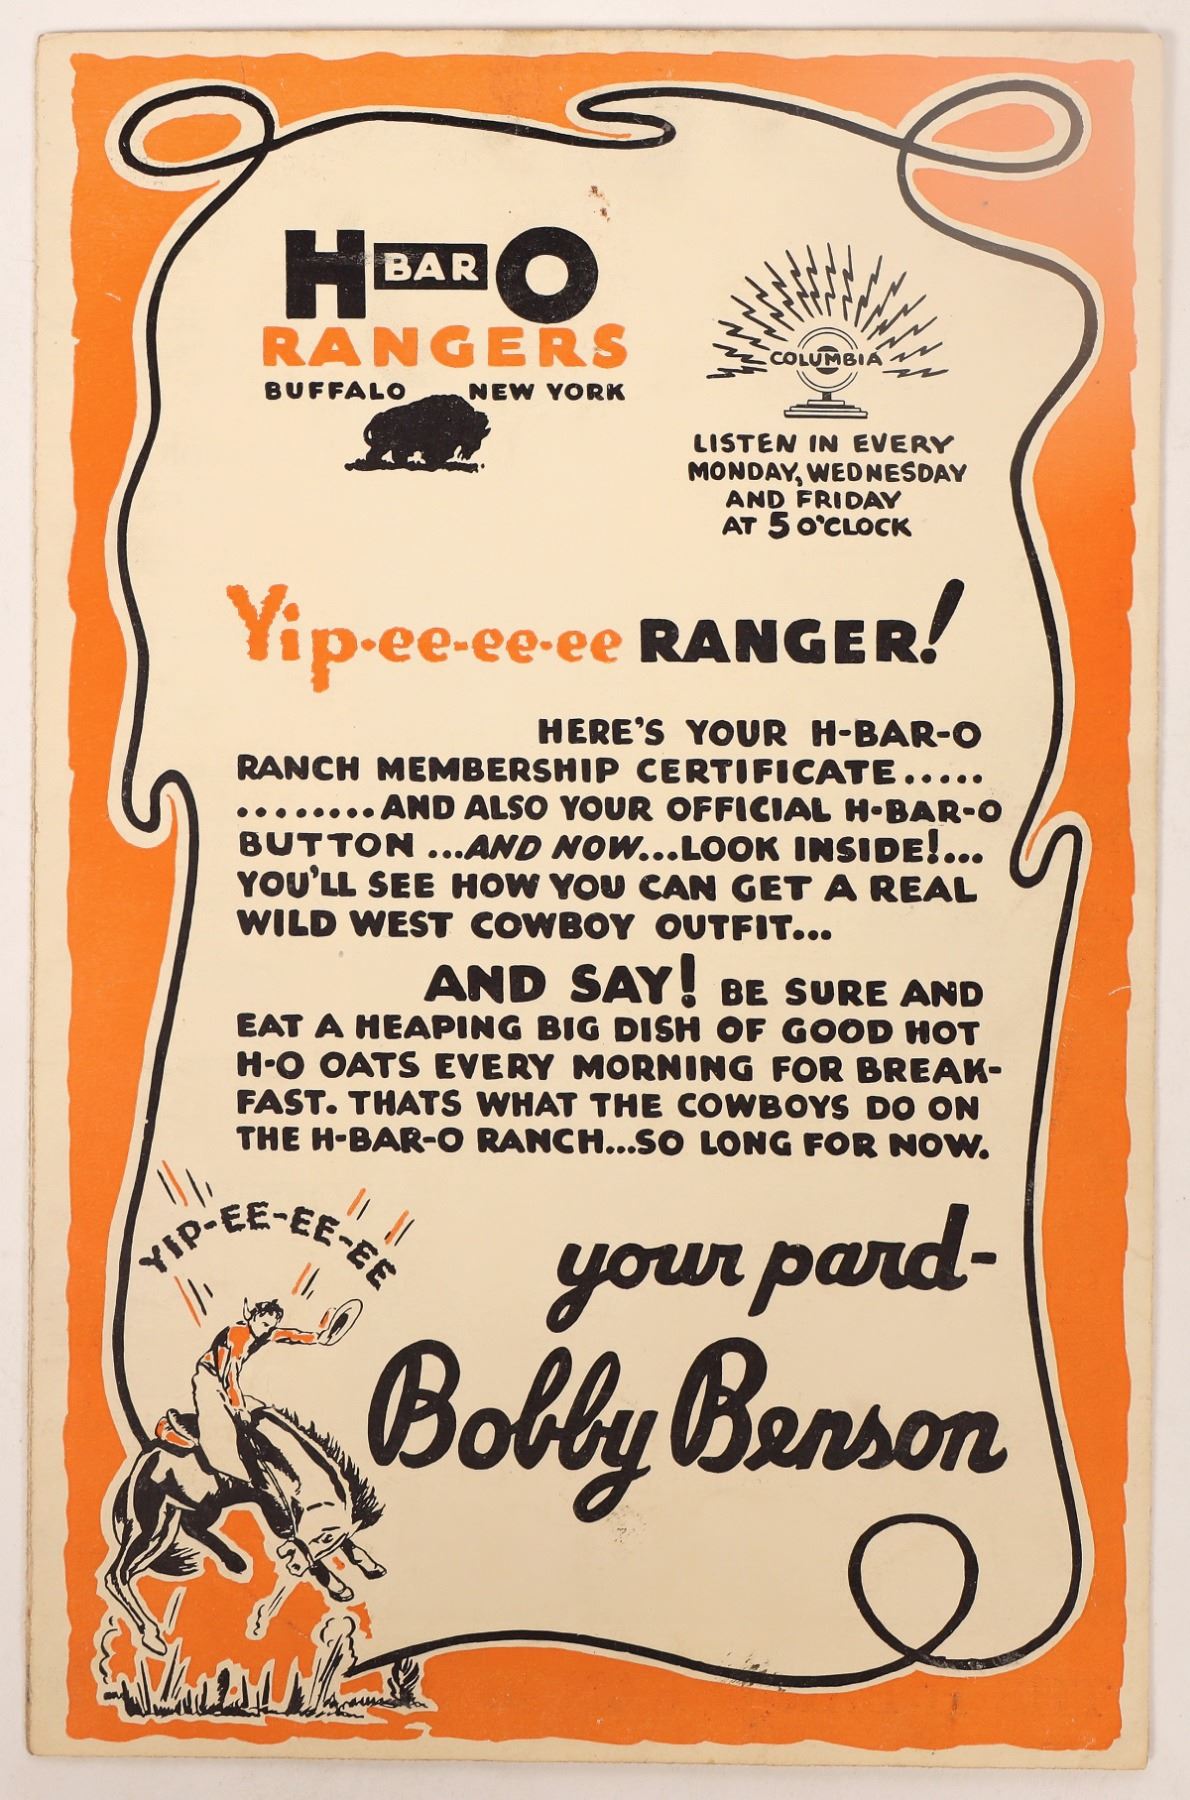 H BAR O
RANGERS
BUFFALO NEW YORK
COLUMBIA
LISTEN IN EVERY
MONDAY, WEDNESDAY
AND FRIDAY
AT 5 O'CLOCK
Yip-ee-ee-ee RANGER!
HERE'S YOUR H-BAR-O
RANCH MEMBERSHIP CERTIFICATE.....
........AND ALSO YOUR OFFICIAL H-BAR-O
BUTTON ...AND NOW...LOOK INSIDE!...
YOU'LL SEE HOW YOU CAN GET A REAL
WILD WEST COWBOY OUTFIT...
AND SAY! BE SURE AND
EAT A HEAPING BIG DISH OF GOOD HOT
H-O OATS EVERY MORNING FOR BREAK-
FAST. THATS WHAT THE COWBOYS DO ON
THE H-BAR-O RANCH...SO LONG FOR NOW.
YIP-EE-EE-EE
your pard-
Bobby Benson